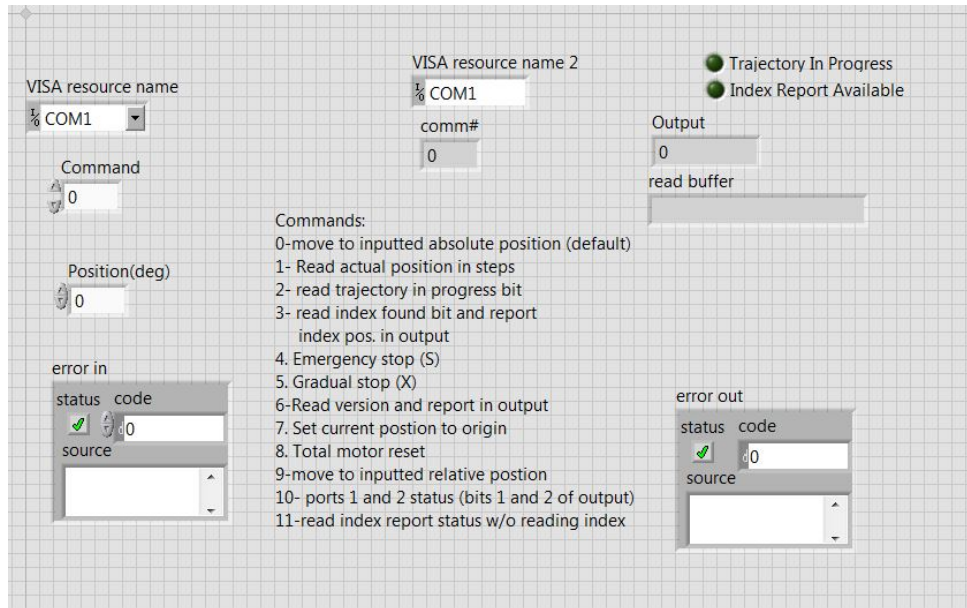 VISA resource name
COM1
Command
0
Position(deg)
0
error in
status code
d 0
source
VISA resource name 2
COM1
comm#
0
Trajectory In Progress
Index Report Available
Output
0
read buffer
Commands:
0-move to inputted absolute position (default)
1- Read actual position in steps
2- read trajectory in progress bit
3- read index found bit and report
index pos. in output
4. Emergency stop (S)
5. Gradual stop (X)
6-Read version and report in output
7. Set current postion to origin
8. Total motor reset
9-move to inputted relative postion
10- ports 1 and 2 status (bits 1 and 2 of output)
11-read index report status w/o reading index
error out
status code
d 0
source